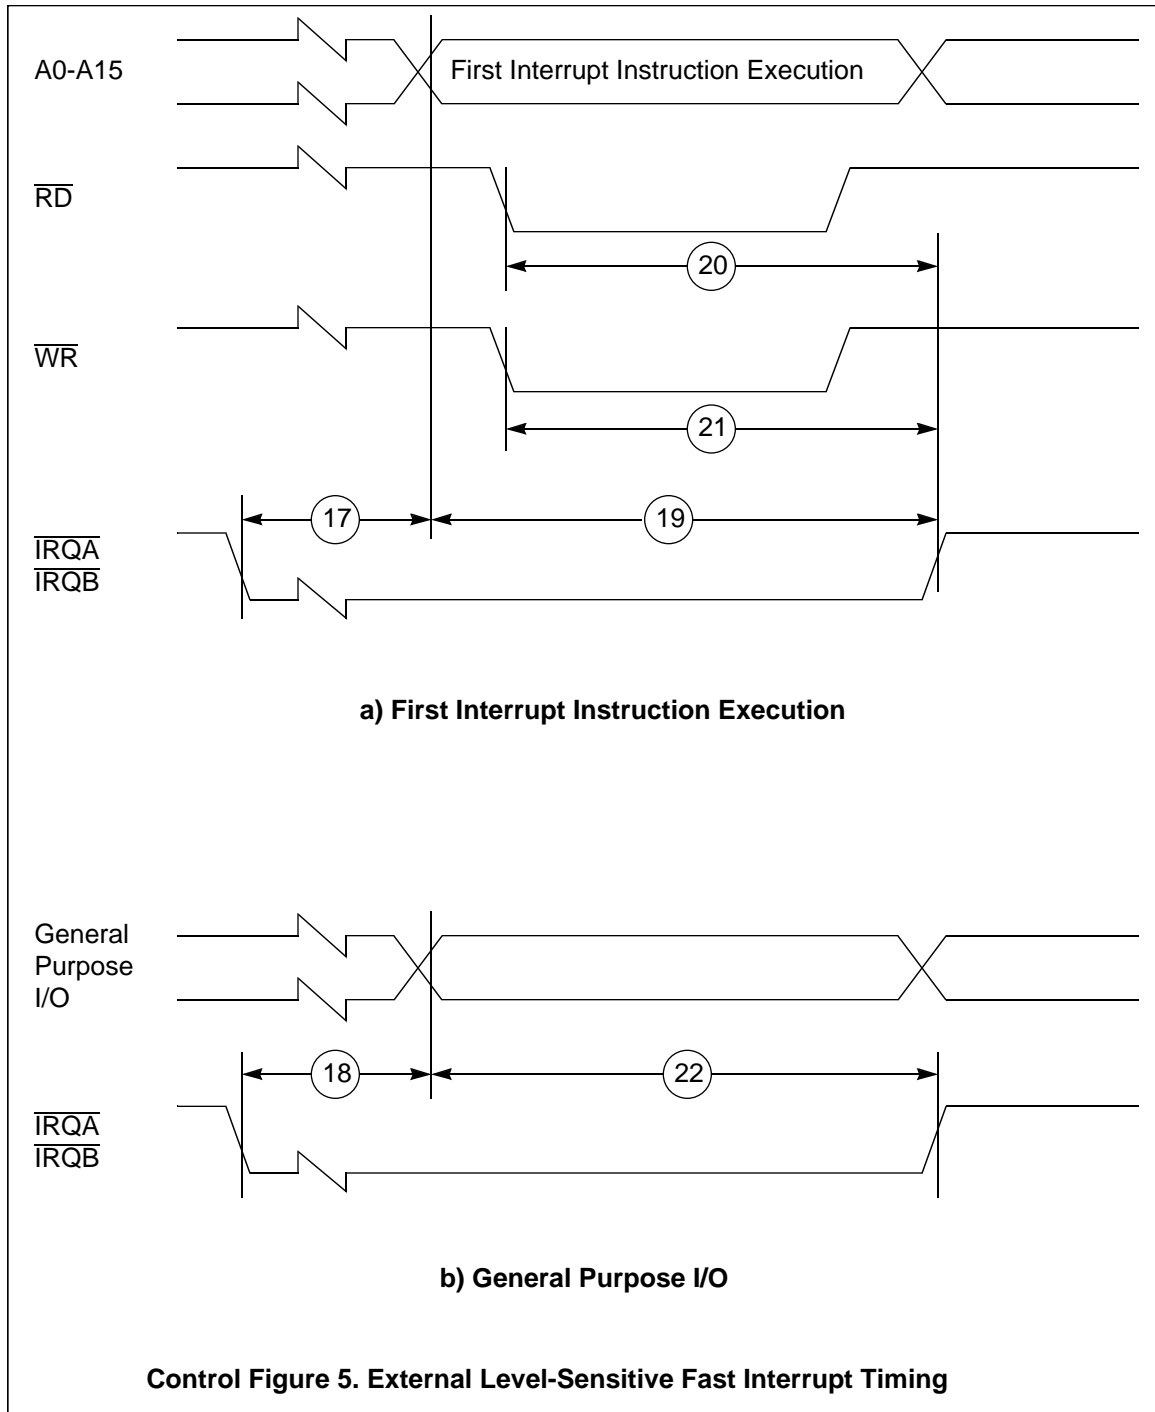 A0-A15
First Interrupt Instruction Execution
RD
20
WR
21
17
19
IRQA
IRQB
a) First Interrupt Instruction Execution
General
Purpose
I/O
18
22
IRQA
IRQB
b) General Purpose I/O
Control Figure 5. External Level-Sensitive Fast Interrupt Timing